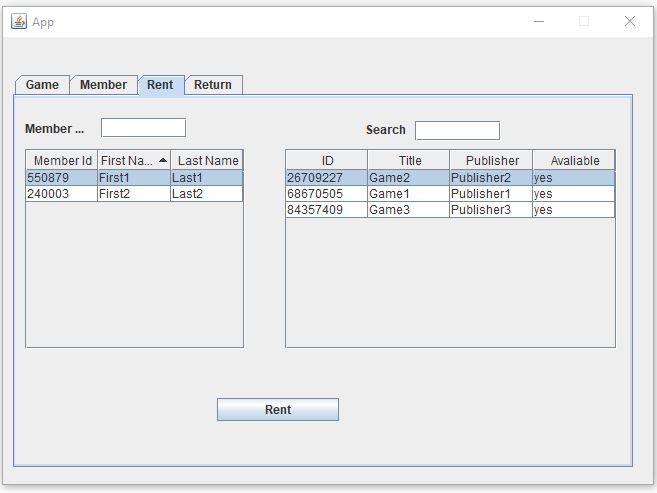 App
Game Member Rent Return
Member ... Search
Member Id First Na... Last Name ID Title Publisher Avaliable
550879 First1 Last1 26709227 Game2 Publisher2 yes
240003 First2 Last2 68670505 Game1 Publisher1 yes
84357409 Game3 Publisher3 yes
Rent